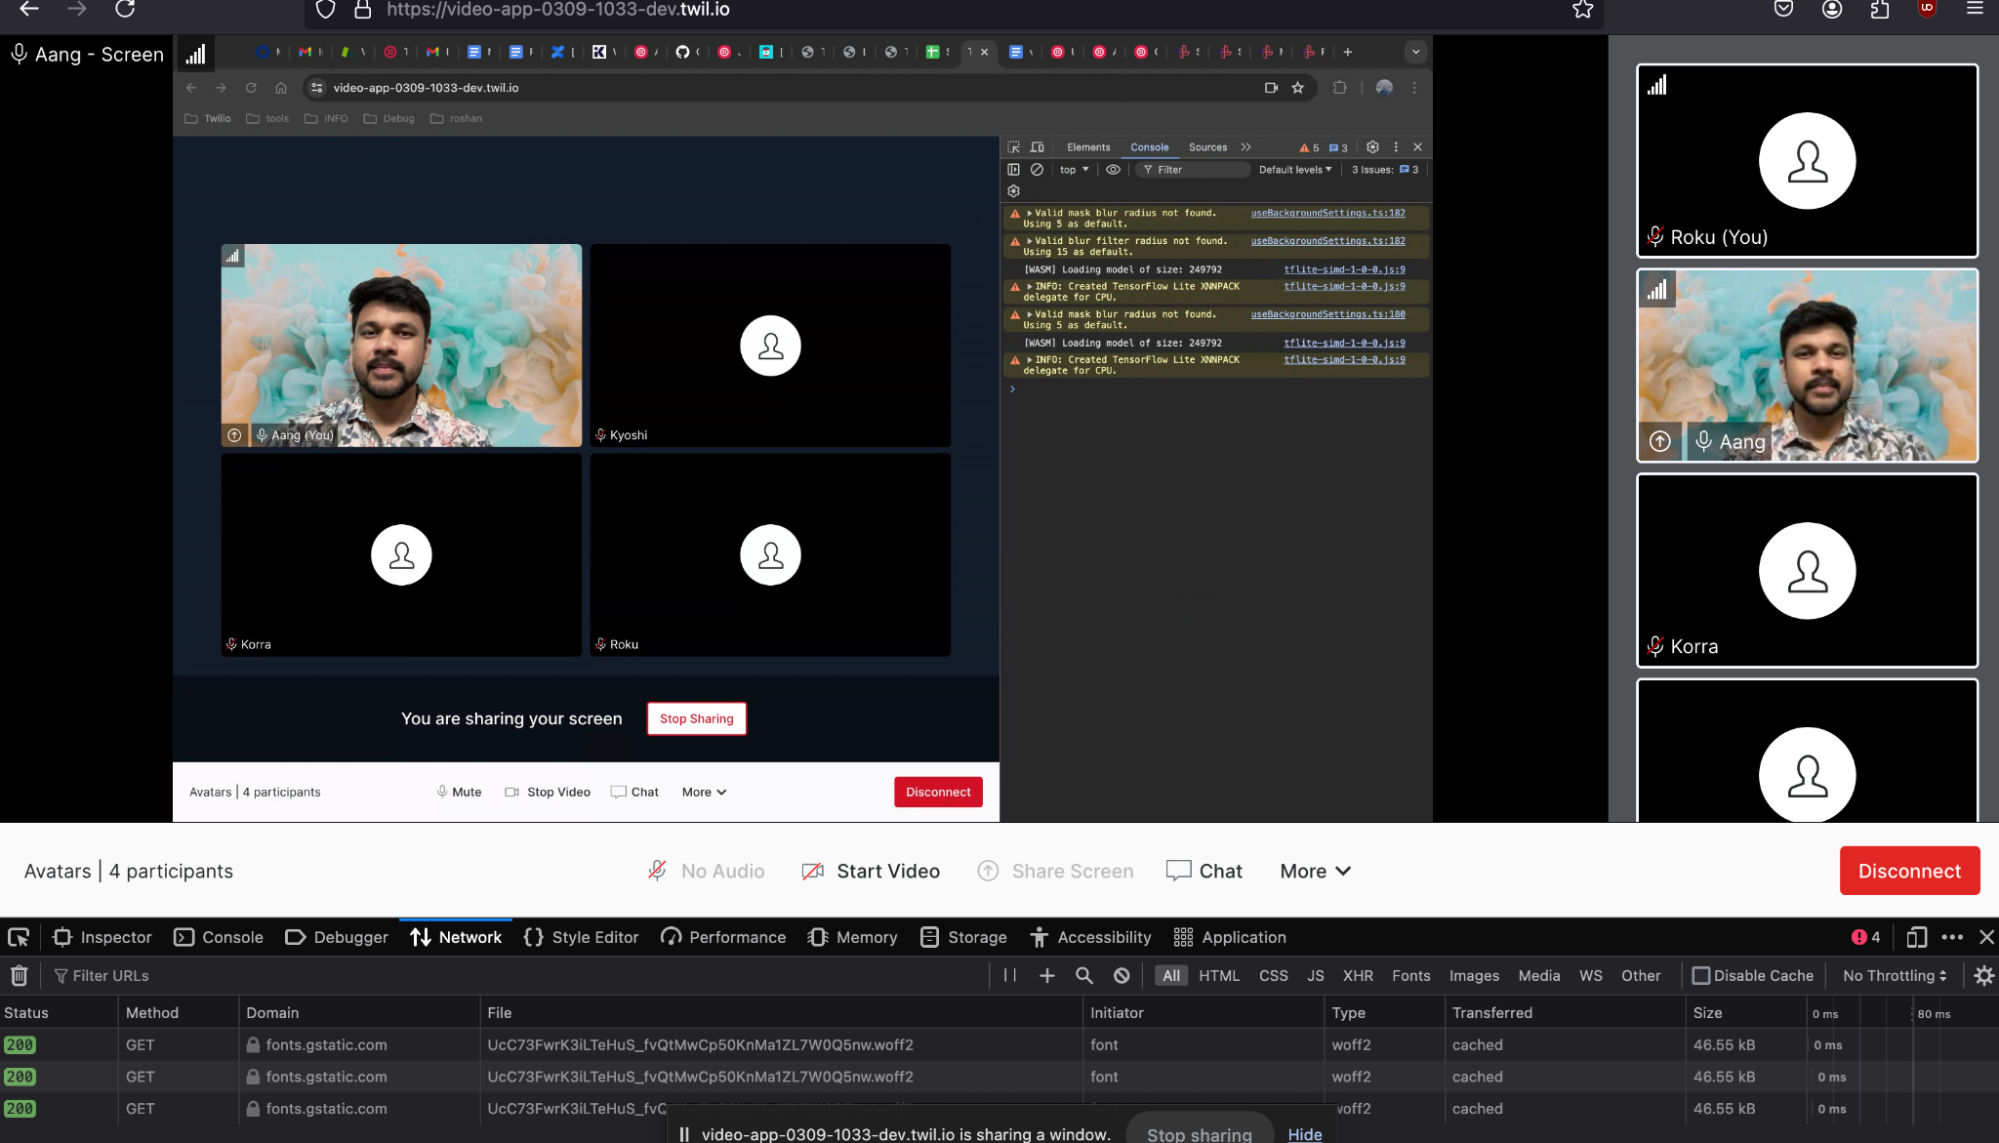 https://video-app-0309-1033-dev.twil.io
Aang - Screen
video-app-0309-1033-dev.twil.io
Twilio tools INFO Debug roshan
Elements Console Sources 5 3
top Filter Default levels 3 Issues: 3
Valid mask blur radius not found. useBackgroundSettings.ts:182
Using 5 as default.
Valid blur filter radius not found. useBackgroundSettings.ts:182
Using 15 as default.
[WASM] Loading model of size: 249792 tflite-simd-1-0-0.js:9
INFO: Created TensorFlow Lite XNNPACK tflite-simd-1-0-0.js:9
delegate for CPU.
Valid mask blur radius not found. useBackgroundSettings.ts:180
Using 5 as default.
[WASM] Loading model of size: 249792 tflite-simd-1-0-0.js:9
INFO: Created TensorFlow Lite XNNPACK tflite-simd-1-0-0.js:9
delegate for CPU.
Aang (You)
Kyoshi
Korra
Roku
You are sharing your screen Stop Sharing
Avatars | 4 participants Mute Stop Video Chat More Disconnect
Roku (You)
Aang
Korra
Avatars | 4 participants No Audio Start Video Share Screen Chat More Disconnect
Inspector Console Debugger Network Style Editor Performance Memory Storage Accessibility Application 4
Filter URLs All HTML CSS JS XHR Fonts Images Media WS Other Disable Cache No Throttling
Status Method Domain File Initiator Type Transferred Size 0 ms 80 ms
200 GET fonts.gstatic.com UcC73FwrK3iLTeHuS_fvQtMwCp50KnMa1ZL7W0Q5nw.woff2 font woff2 cached 46.55 kB 0 ms
200 GET fonts.gstatic.com UcC73FwrK3iLTeHuS_fvQtMwCp50KnMa1ZL7W0Q5nw.woff2 font woff2 cached 46.55 kB 0 ms
200 GET fonts.gstatic.com UcC73FwrK3iLTeHuS_fvQ woff2 cached 46.55 kB 0 ms
video-app-0309-1033-dev.twil.io is sharing a window. Stop sharing Hide